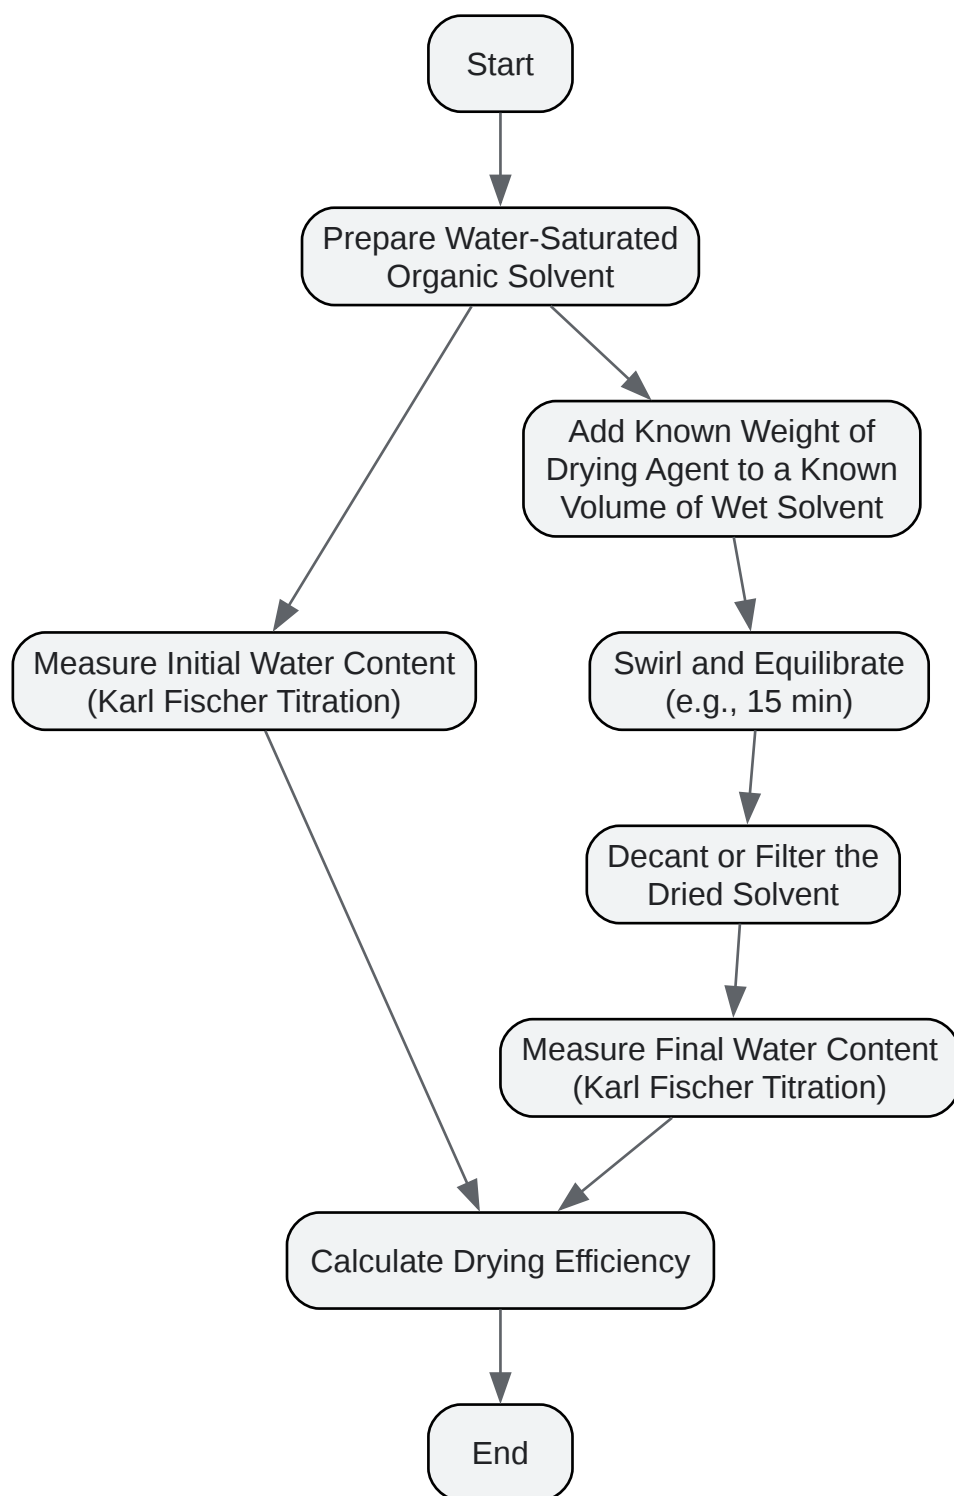 Start
Prepare Water-Saturated
Organic Solvent
Add Known Weight of
Drying Agent to a Known
Volume of Wet Solvent
Measure Initial Water Content
(Karl Fischer Titration)
Swirl and Equilibrate
(e.g., 15 min)
Decant or Filter the
Dried Solvent
Measure Final Water Content
(Karl Fischer Titration)
Calculate Drying Efficiency
End